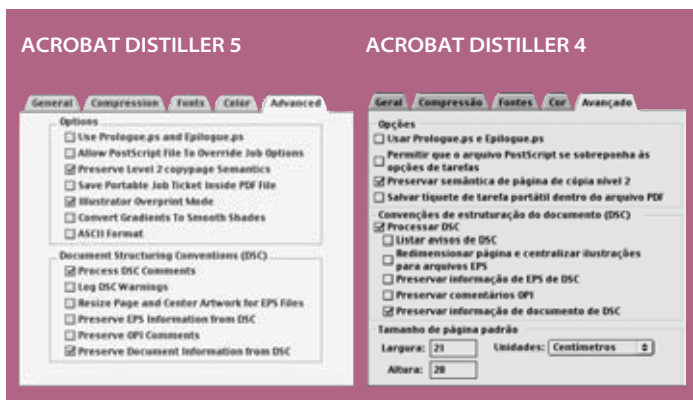 ACROBAT DISTILLER 5
General Compression Fonts Color Advanced
Options
Use Prologue.ps and Epilogue.ps
Allow PostScript File To Override Job Options
Preserve Level 2 copypage Semantics
Save Portable Job Ticket Inside PDF File
Illustrator Overprint Mode
Convert Gradients To Smooth Shades
ASCII Format
Document Structuring Conventions (DSC)
Process DSC Comments
Log DSC Warnings
Resize Page and Center Artwork for EPS Files
Preserve EPS Information from DSC
Preserve OPI Comments
Preserve Document Information from DSC
ACROBAT DISTILLER 4
Geral Compressão Fontes Cor Avançado
Opções
Usar Prologue.ps e Epilogue.ps
Permitir que o arquivo PostScript se sobreponha às
opções de tarefas
Preservar semântica de página de cópia nível 2
Salvar tíquete de tarefa portátil dentro do arquivo PDF
Convenções de estruturação do documento (DSC)
Processar DSC
Listar avisos de DSC
Redimensionar página e centralizar ilustrações
para arquivos EPS
Preservar informação de EPS de DSC
Preservar comentários OPI
Preservar informação de documento de DSC
Tamanho de página padrão
Largura: 21 Unidades: Centímetros
Altura: 28